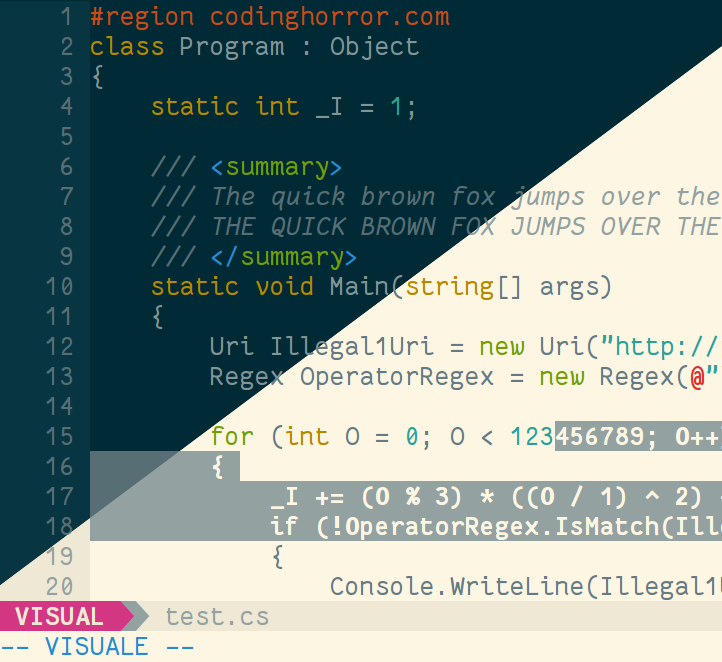 1 #region codinghorror.com
2 class Program : Object
3 {
4 static int _I = 1;
5
6 /// <summary>
7 /// The quick brown fox jumps over the
8 /// THE QUICK BROWN FOX JUMPS OVER THE
9 /// </summary>
10 static void Main(string[] args)
11 {
12 Uri Illegal1Uri = new Uri("http://
13 Regex OperatorRegex = new Regex(@"
14
15 for (int O = 0; O < 123456789; O++)
16 {
17 _I += (O % 3) * ((O / 1) ^ 2) -
18 if (!OperatorRegex.IsMatch(Ille
19 {
20 Console.WriteLine(Illegal1U
VISUAL test.cs
-- VISUALE --